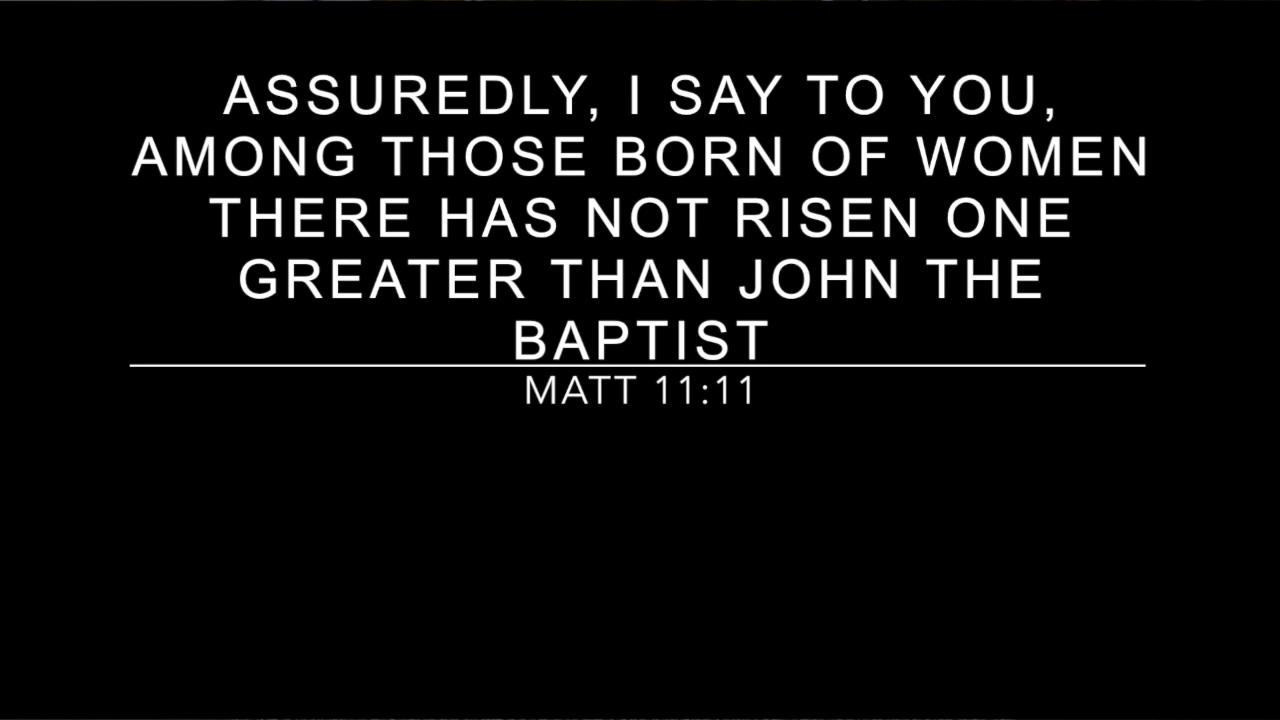 ASSUREDLY, I SAY TO YOU,
AMONG THOSE BORN OF WOMEN
THERE HAS NOT RISEN ONE
GREATER THAN JOHN THE
BAPTIST
MATT 11:11